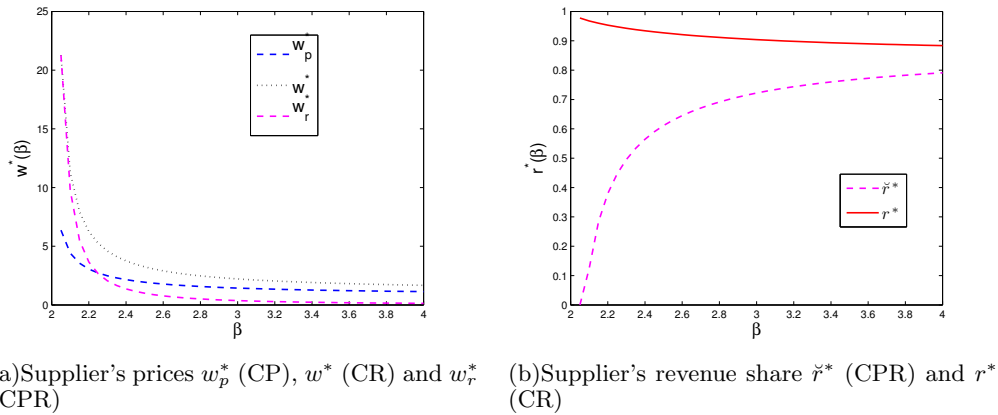 25
20
15
10
5
0
w*(β)
w*p
w*
w*r
2 2.2 2.4 2.6 2.8 3 3.2 3.4 3.6 3.8 4
β
1
0.9
0.8
0.7
0.6
0.5
0.4
0.3
0.2
0.1
0
r*(β)
r̆*
r*
2 2.2 2.4 2.6 2.8 3 3.2 3.4 3.6 3.8 4
β
a)Supplier's prices w*p (CP), w* (CR) and w*r
CPR)
(b)Supplier's revenue share r̆* (CPR) and r*
(CR)